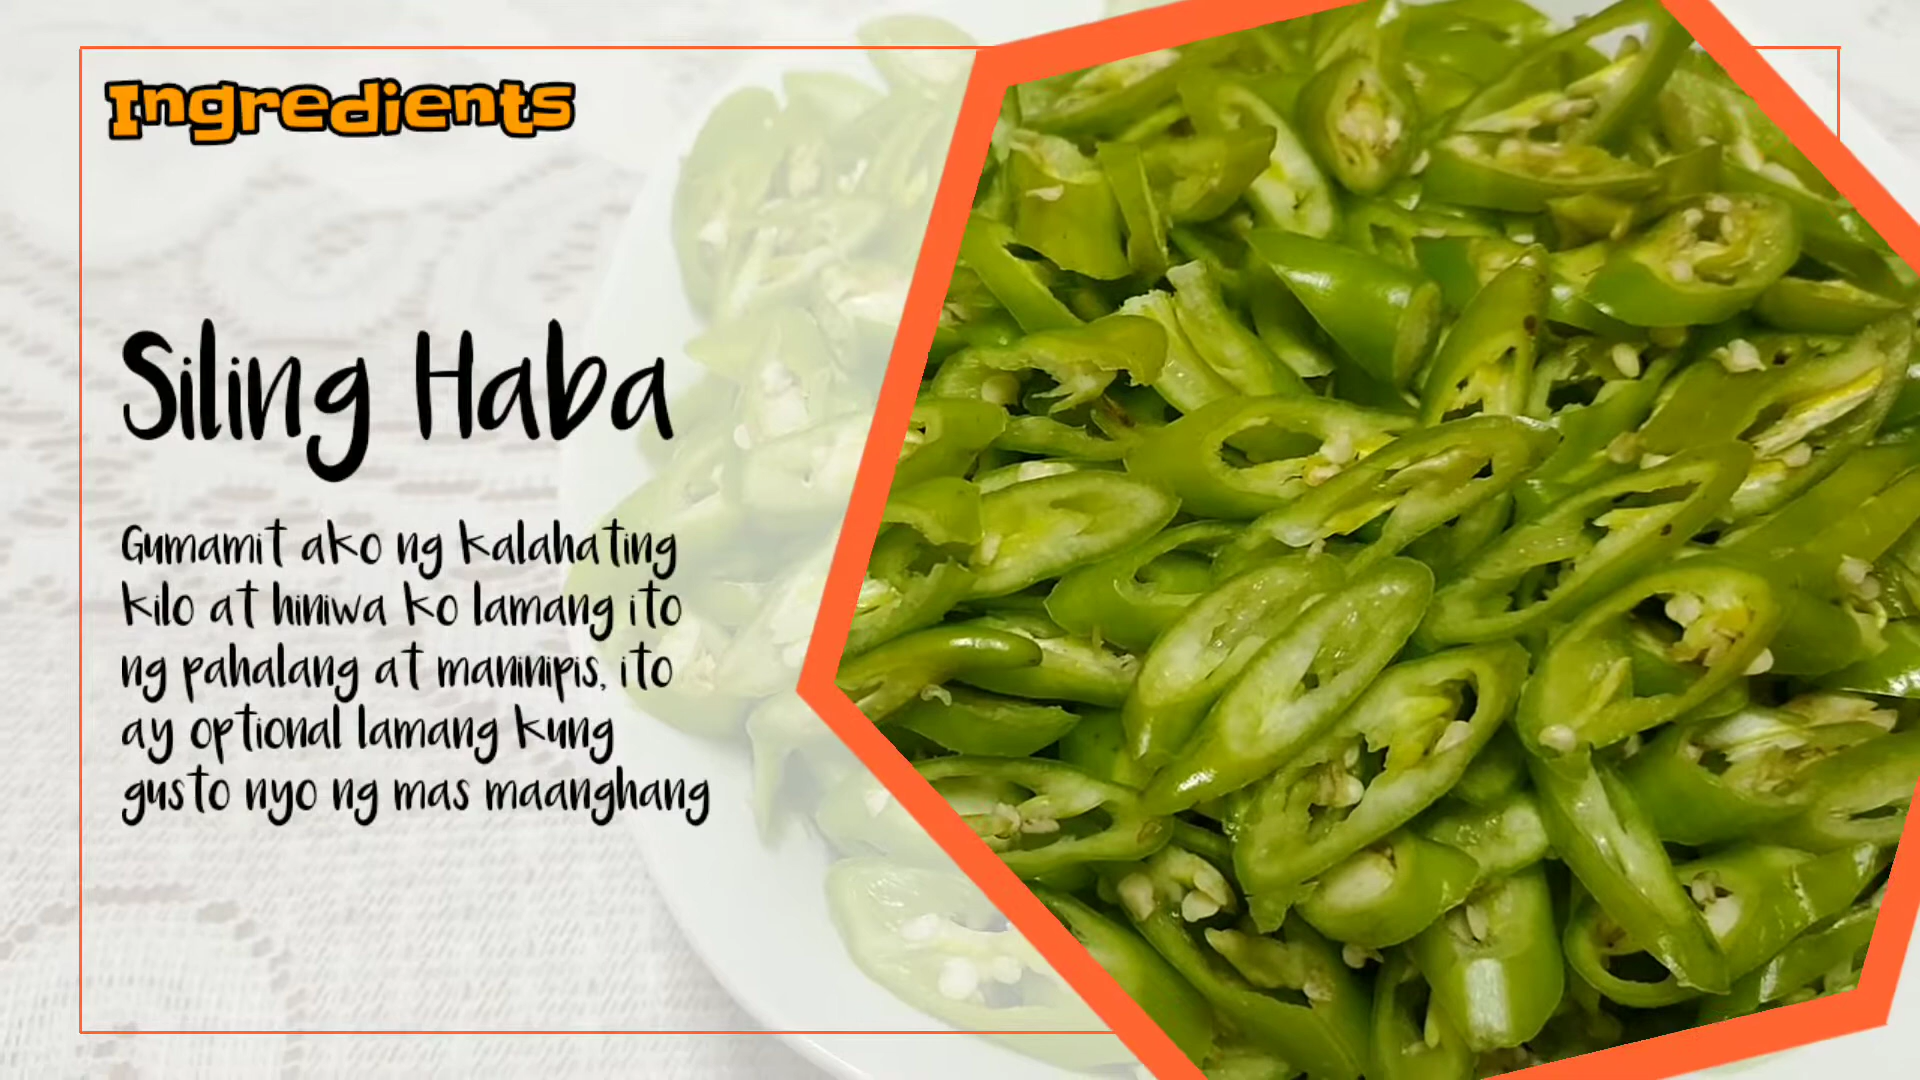 Ingredients
Siling Haba
Gumamit ako ng kalahating
kilo at hiniwa ko lamang ito
ng pahalang at maninipis, ito
ay optional lamang kung
gusto nyo ng mas maanghang